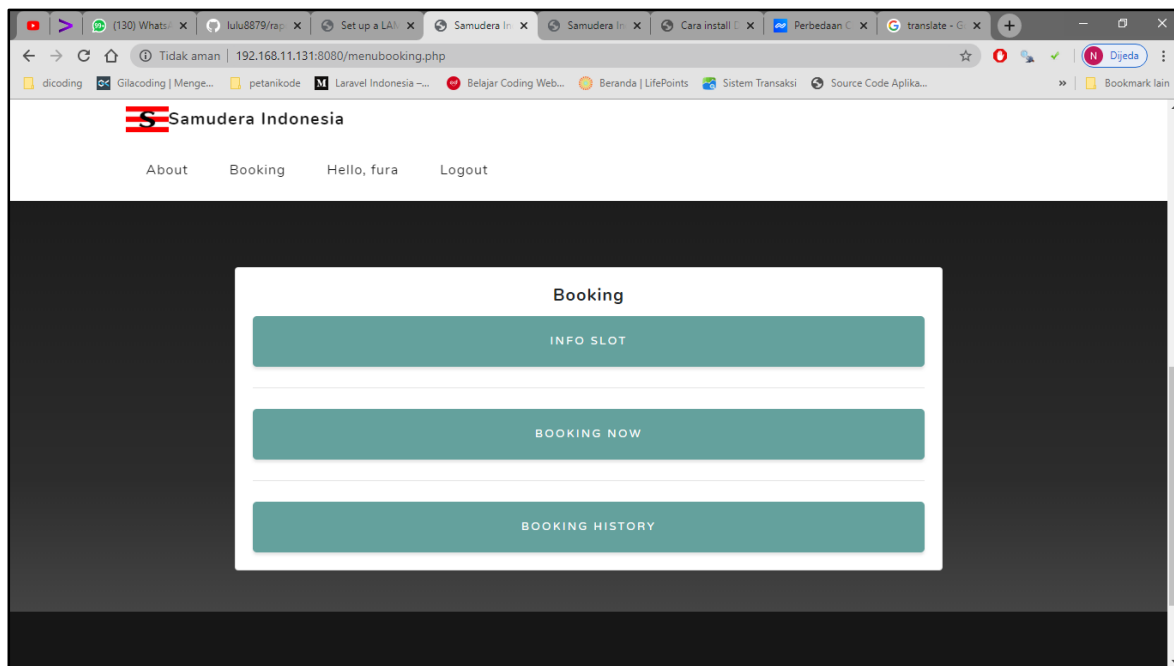 (130) WhatsA
lulu8879/rap
Set up a LAM
Samudera In
Samudera In
Cara install D
Perbedaan C
translate - G
Tidak aman | 192.168.11.131:8080/menubooking.php
N Dijeda
dicoding
Gilacoding | Menge...
petanikode
Laravel Indonesia –...
Belajar Coding Web...
Beranda | LifePoints
Sistem Transaksi
Source Code Aplika...
»
Bookmark lain
S Samudera Indonesia
About
Booking
Hello, fura
Logout
Booking
INFO SLOT
BOOKING NOW
BOOKING HISTORY